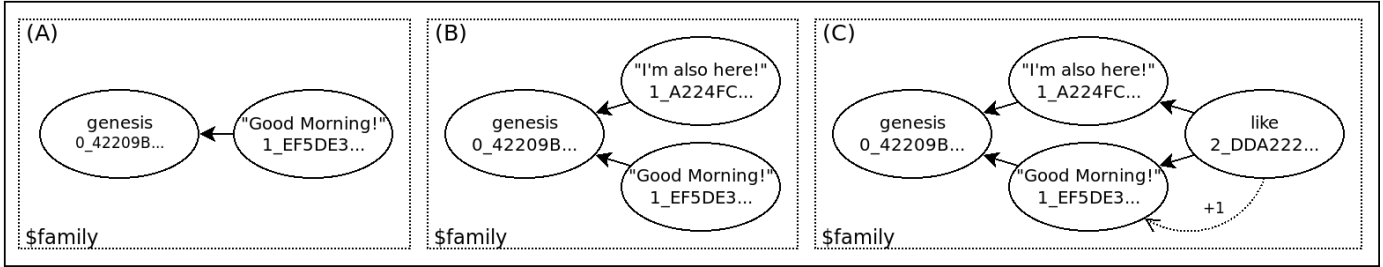 (A)
genesis
0_42209B...
"Good Morning!"
1_EF5DE3...
$family
(B)
"I'm also here!"
1_A224FC...
genesis
0_42209B...
"Good Morning!"
1_EF5DE3...
$family
(C)
"I'm also here!"
1_A224FC...
genesis
0_42209B...
like
2_DDA222...
"Good Morning!"
1_EF5DE3...
+1
$family